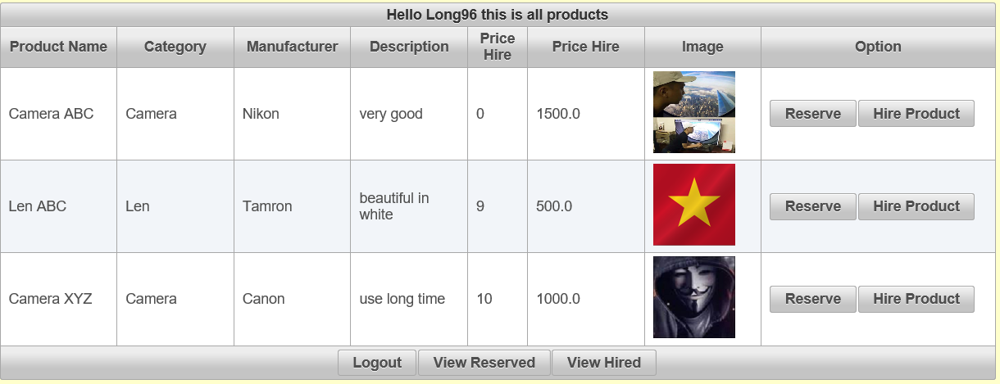 Hello Long96 this is all products
Product Name Category Manufacturer Description Price Hire Price Hire Image Option
Camera ABC Camera Nikon very good 0 1500.0 Reserve Hire Product
Len ABC Len Tamron beautiful in white 9 500.0 Reserve Hire Product
Camera XYZ Camera Canon use long time 10 1000.0 Reserve Hire Product
Logout View Reserved View Hired